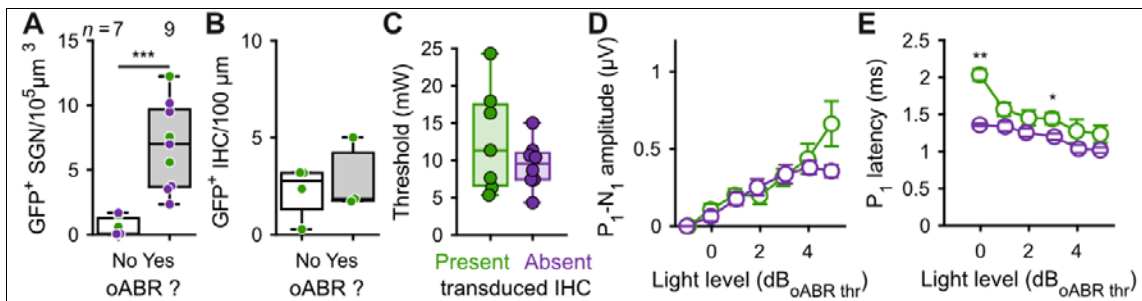 A
n = 7 9
***
GFP+ SGN/10^5 µm^3
15
10
5
0
No Yes
oABR ?
B
GFP+ IHC/100 µm
10
5
0
No Yes
oABR ?
C
Threshold (mW)
25
20
15
10
5
0
Present Absent
transduced IHC
D
P1-N1 amplitude (µV)
1
0.5
0
0 2 4
Light level (dB oABR thr)
E
P1 latency (ms)
2.5
2
1.5
1
0.5
0
**
*
0 2 4
Light level (dB oABR thr)